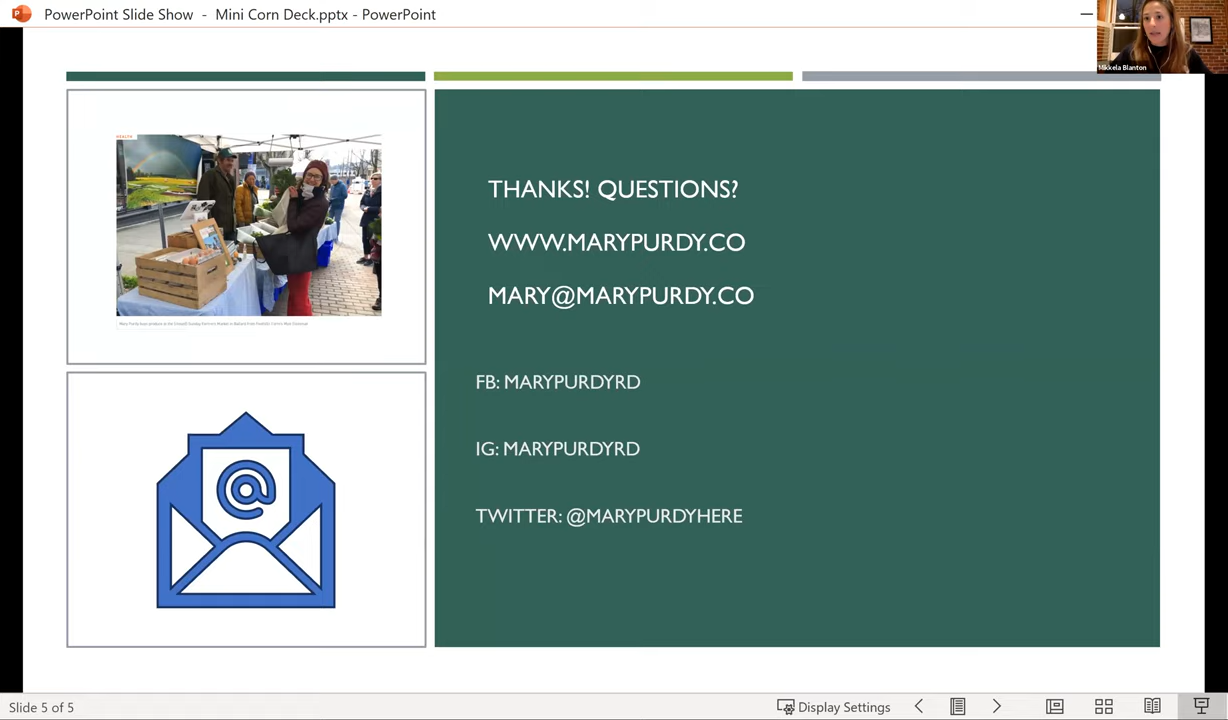 PowerPoint Slide Show - Mini Corn Deck.pptx - PowerPoint
Mikkela Blanton
HEALTH
THANKS! QUESTIONS?
WWW.MARYPURDY.CO
MARY@MARYPURDY.CO
FB: MARYPURDYRD
IG: MARYPURDYRD
TWITTER: @MARYPURDYHERE
Slide 5 of 5
Display Settings